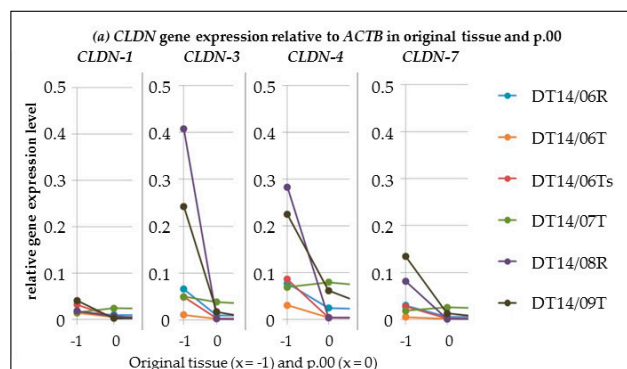 (a) CLDN gene expression relative to ACTB in original tissue and p.00
CLDN-1 CLDN-3 CLDN-4 CLDN-7
relative gene expression level
0.5 0.5 0.5 0.5
0.4 0.4 0.4 0.4
0.3 0.3 0.3 0.3
0.2 0.2 0.2 0.2
0.1 0.1 0.1 0.1
0 0 0 0
-1 0 -1 0 -1 0 -1 0
Original tissue (x= -1) and p.00 (x=0)
DT14/06R
DT14/06T
DT14/06Ts
DT14/07T
DT14/08R
DT14/09T